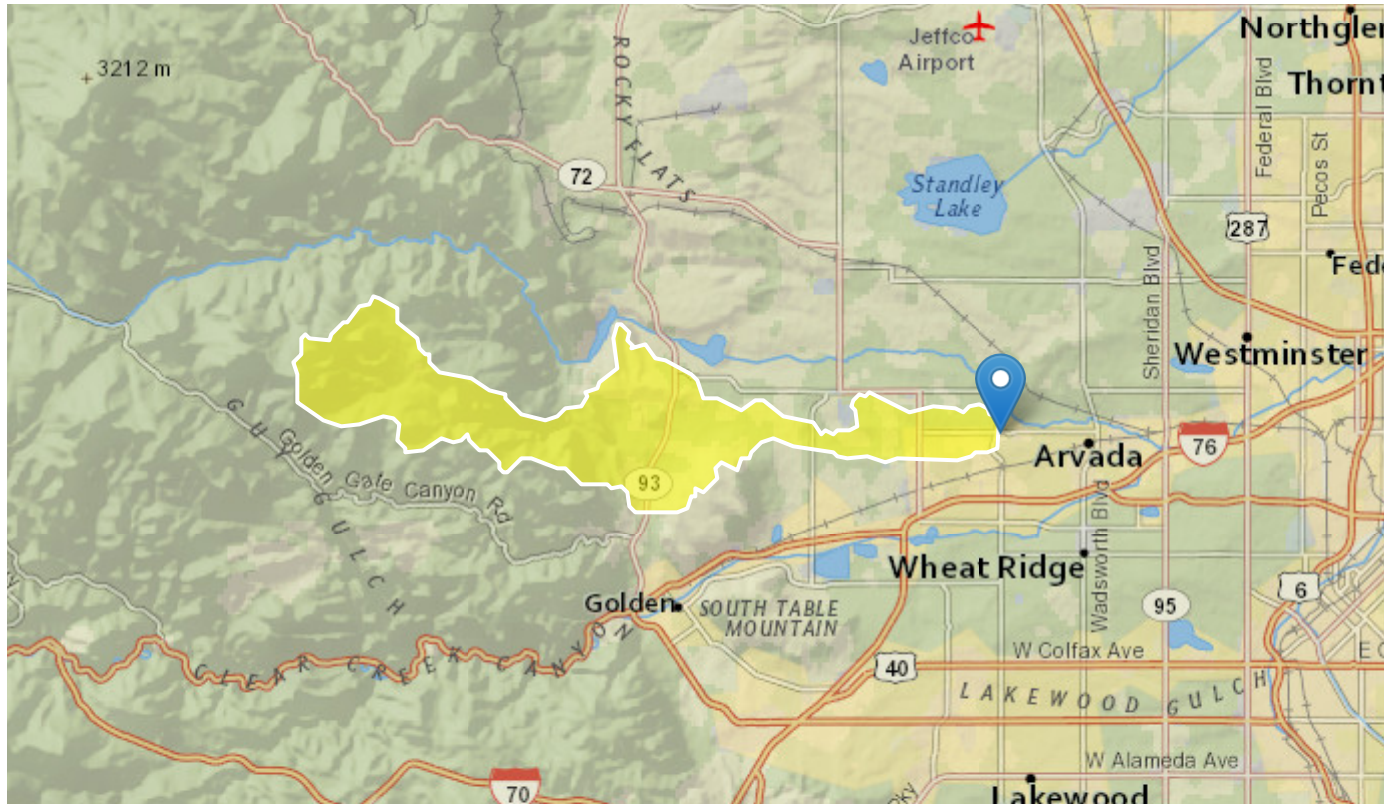 Northgler
Jeffco
Airport
3212 m
Thornt
ROCKY FLATS
Federal Blvd
Pecos St
72
Standley
Lake
287
Fede
Sheridan Blvd
Westminster
GUY GULCH
Golden Gate Canyon Rd
93
Arvada
76
Wadsworth Blvd
Wheat Ridge
6
Golden
SOUTH TABLE
MOUNTAIN
95
CLEAR CREEK CANYON
W Colfax Ave
E C
40
LAKEWOOD GULCH
W Alameda Ave
70
Lakewood